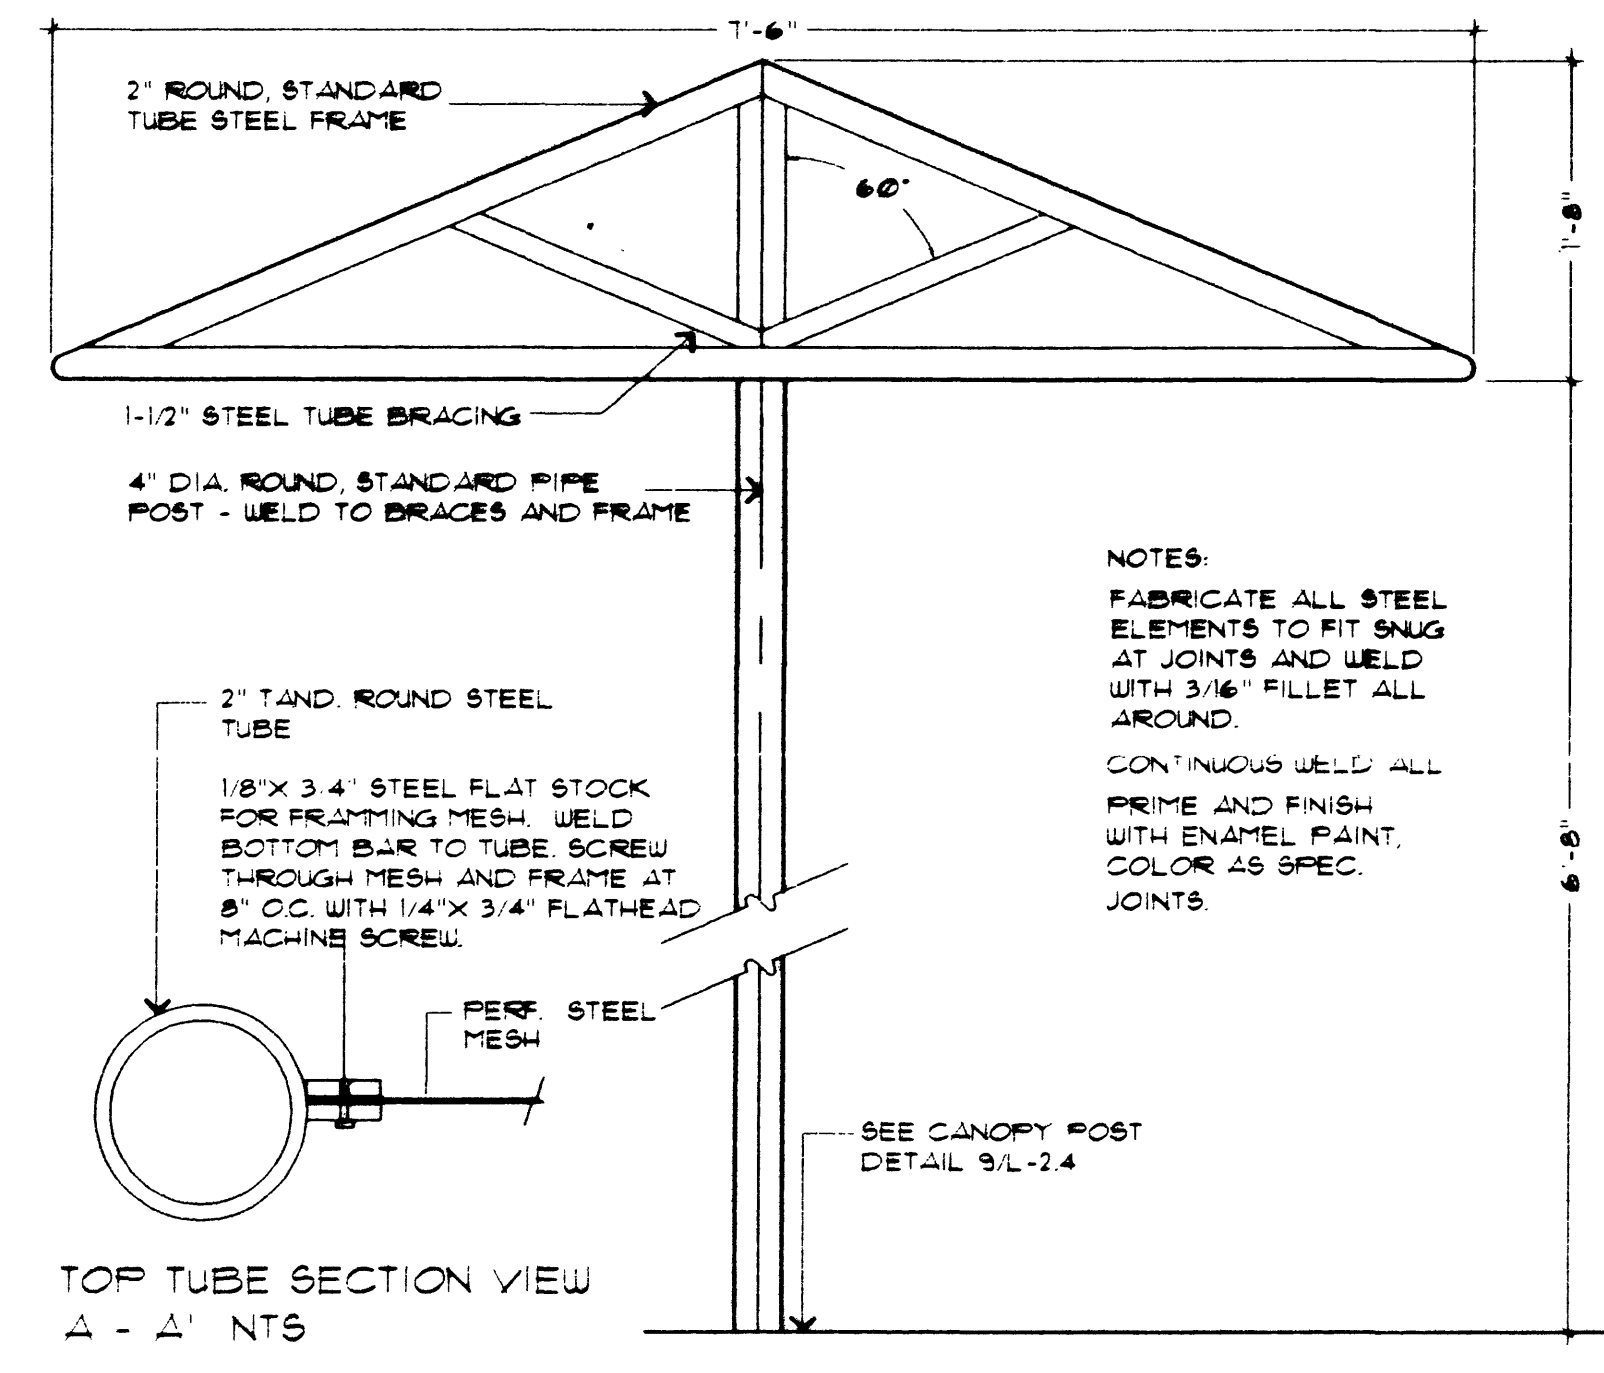 7'-6"
2" ROUND, STANDARD
TUBE STEEL FRAME
60°
1'-8"
1-1/2" STEEL TUBE BRACING
4" DIA. ROUND, STANDARD PIPE
POST - WELD TO BRACES AND FRAME
NOTES:
FABRICATE ALL STEEL
ELEMENTS TO FIT SNUG
AT JOINTS AND WELD
WITH 3/16" FILLET ALL
AROUND.
CONTINUOUS WELD ALL
PRIME AND FINISH
WITH ENAMEL PAINT,
COLOR AS SPEC.
JOINTS.
6'-8"
2" TAND. ROUND STEEL
TUBE
1/8"X 3/4" STEEL FLAT STOCK
FOR FRAMMING MESH. WELD
BOTTOM BAR TO TUBE. SCREW
THROUGH MESH AND FRAME AT
8" O.C. WITH 1/4"X 3/4" FLATHEAD
MACHINE SCREW.
PERF. STEEL
MESH
SEE CANOPY POST
DETAIL 9/L-2.4
TOP TUBE SECTION VIEW
A - A' NTS